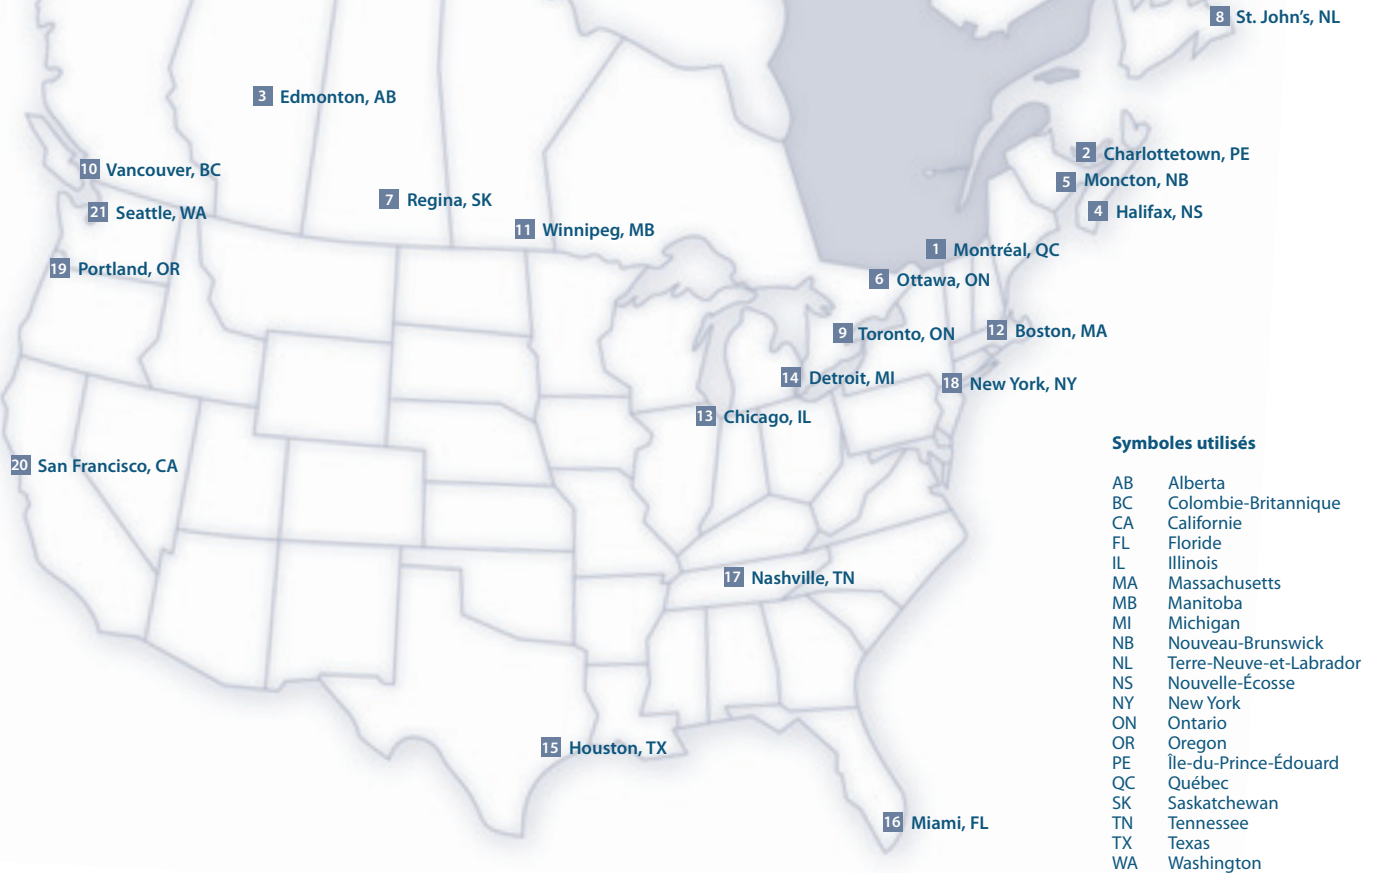 8 St. John's, NL
3 Edmonton, AB
2 Charlottetown, PE
10 Vancouver, BC
5 Moncton, NB
7 Regina, SK
21 Seattle, WA
4 Halifax, NS
11 Winnipeg, MB
1 Montréal, QC
19 Portland, OR
6 Ottawa, ON
12 Boston, MA
9 Toronto, ON
14 Detroit, MI
18 New York, NY
13 Chicago, IL
20 San Francisco, CA
17 Nashville, TN
15 Houston, TX
16 Miami, FL
Symboles utilisés
AB Alberta
BC Colombie-Britannique
CA Californie
FL Floride
IL Illinois
MA Massachusetts
MB Manitoba
MI Michigan
NB Nouveau-Brunswick
NL Terre-Neuve-et-Labrador
NS Nouvelle-Écosse
NY New York
ON Ontario
OR Oregon
PE Île-du-Prince-Édouard
QC Québec
SK Saskatchewan
TN Tennessee
TX Texas
WA Washington